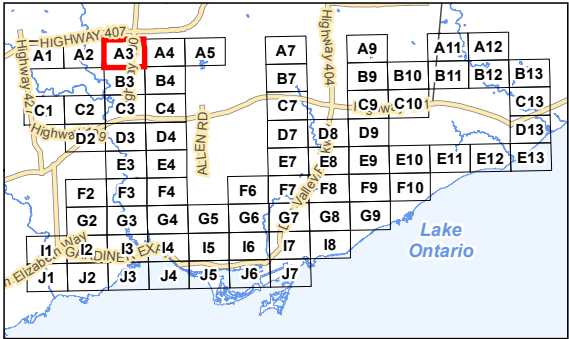 HIGHWAY 407
A1 A2 A3 A4 A5 A7 A9 A11 A12
Highway 404
B3 B4 B7 B9 B10 B11 B12 B13
C1 C2 C3 C4 C7 C9 C10 C13
D2 D3 D4 D7 D8 D9 D13
ALLEN RD
E3 E4 E7 E8 E9 E10 E11 E12 E13
F2 F3 F4 F6 F7 F8 F9 F10
G2 G3 G4 G5 G6 G7 G8 G9
I1 I2 I3 I4 I5 I6 I7 I8
J1 J2 J3 J4 J5 J6 J7
Lake
Ontario